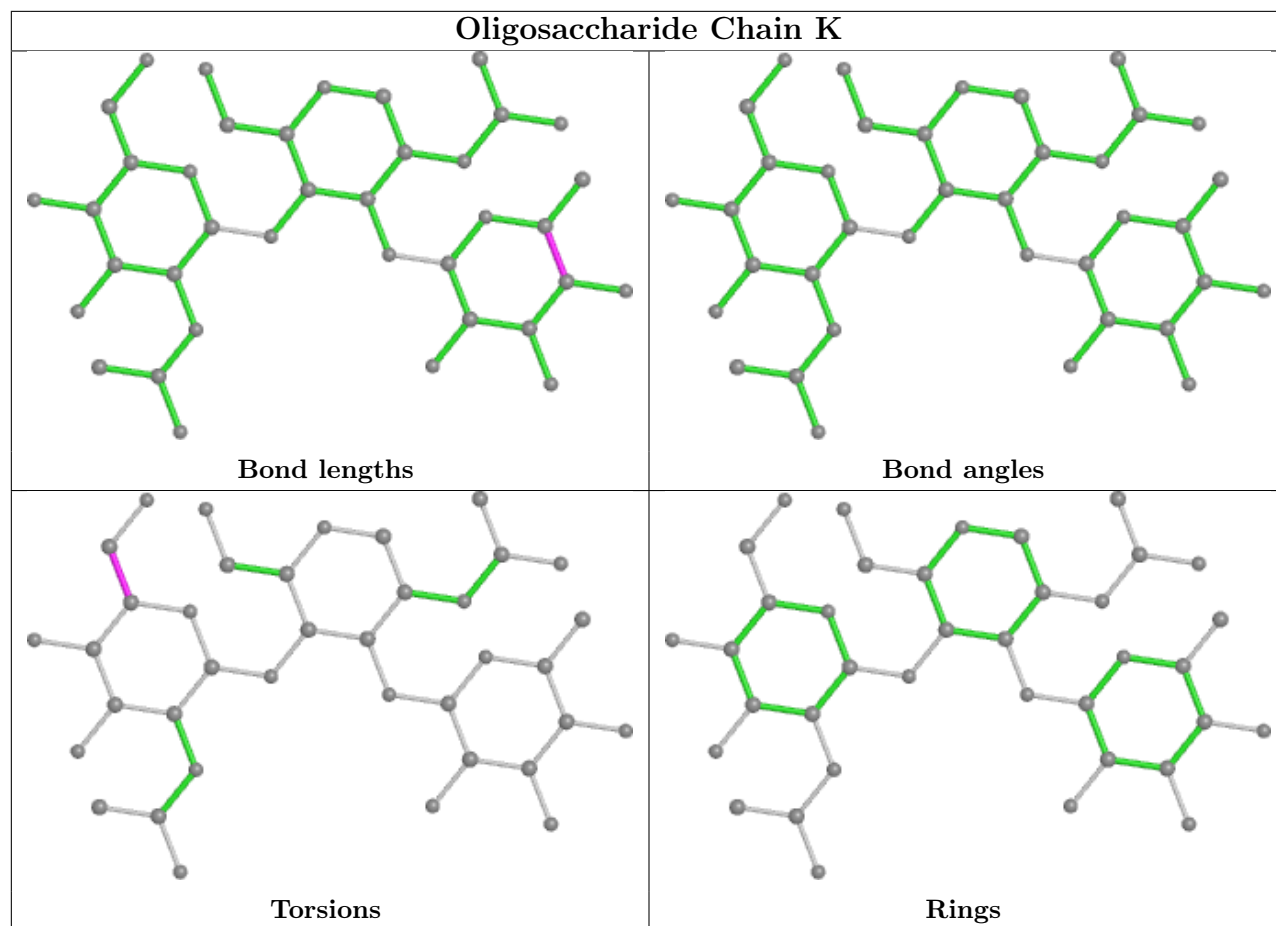 Oligosaccharide Chain K
Bond lengths
Bond angles
Torsions
Rings